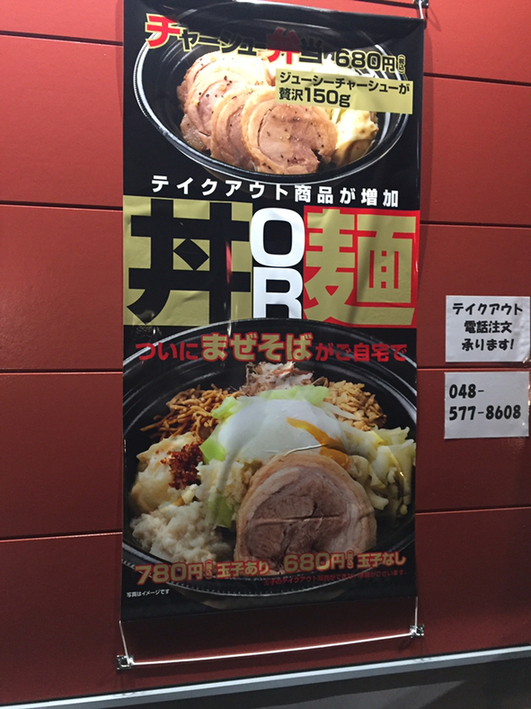 チャーシュー弁当 680円 税込
ジューシーチャーシューが
贅沢150g
テイクアウト商品が増加
丼OR麺
ついにまぜそばがご自宅で
780円 玉子あり 680円 玉子なし
写真はイメージです
テイクアウト
電話注文
承ります!
048-
577-8608